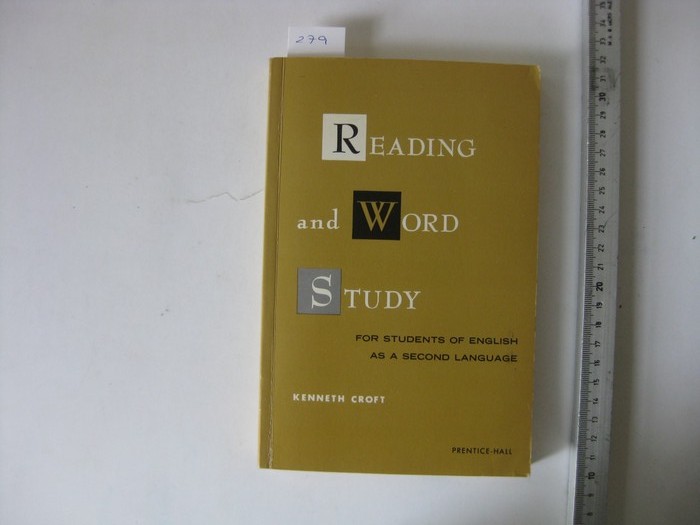 279
READING
and WORD
STUDY
FOR STUDENTS OF ENGLISH
AS A SECOND LANGUAGE
KENNETH CROFT
PRENTICE-HALL